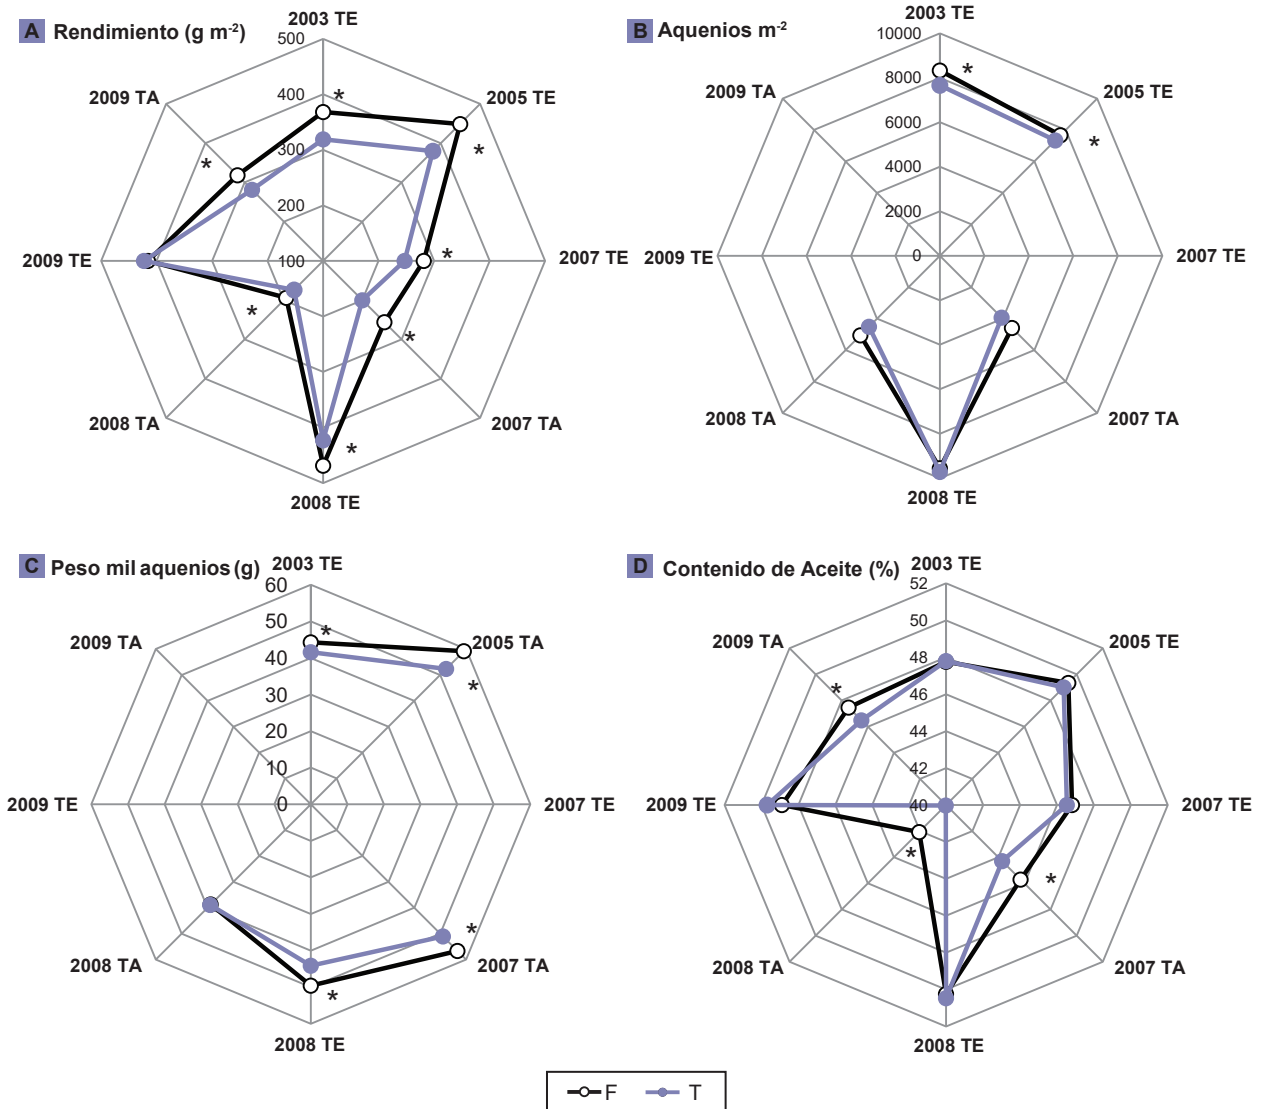 A Rendimiento (g m-2)
2003 TE
500
400
300
200
100
2005 TE
2007 TE
2007 TA
2008 TE
2008 TA
2009 TE
2009 TA
*
*
*
*
*
*
*
B Aquenios m-2
2003 TE
10000
8000
6000
4000
2000
0
2005 TE
2007 TE
2007 TA
2008 TE
2008 TA
2009 TE
2009 TA
*
*
C Peso mil aquenios (g)
2003 TE
60
50
40
30
20
10
0
2005 TA
2007 TE
2007 TA
2008 TE
2008 TA
2009 TE
2009 TA
*
*
*
*
D Contenido de Aceite (%)
2003 TE
52
50
48
46
44
42
40
2005 TE
2007 TE
2007 TA
2008 TE
2008 TA
2009 TE
2009 TA
*
*
*
F T